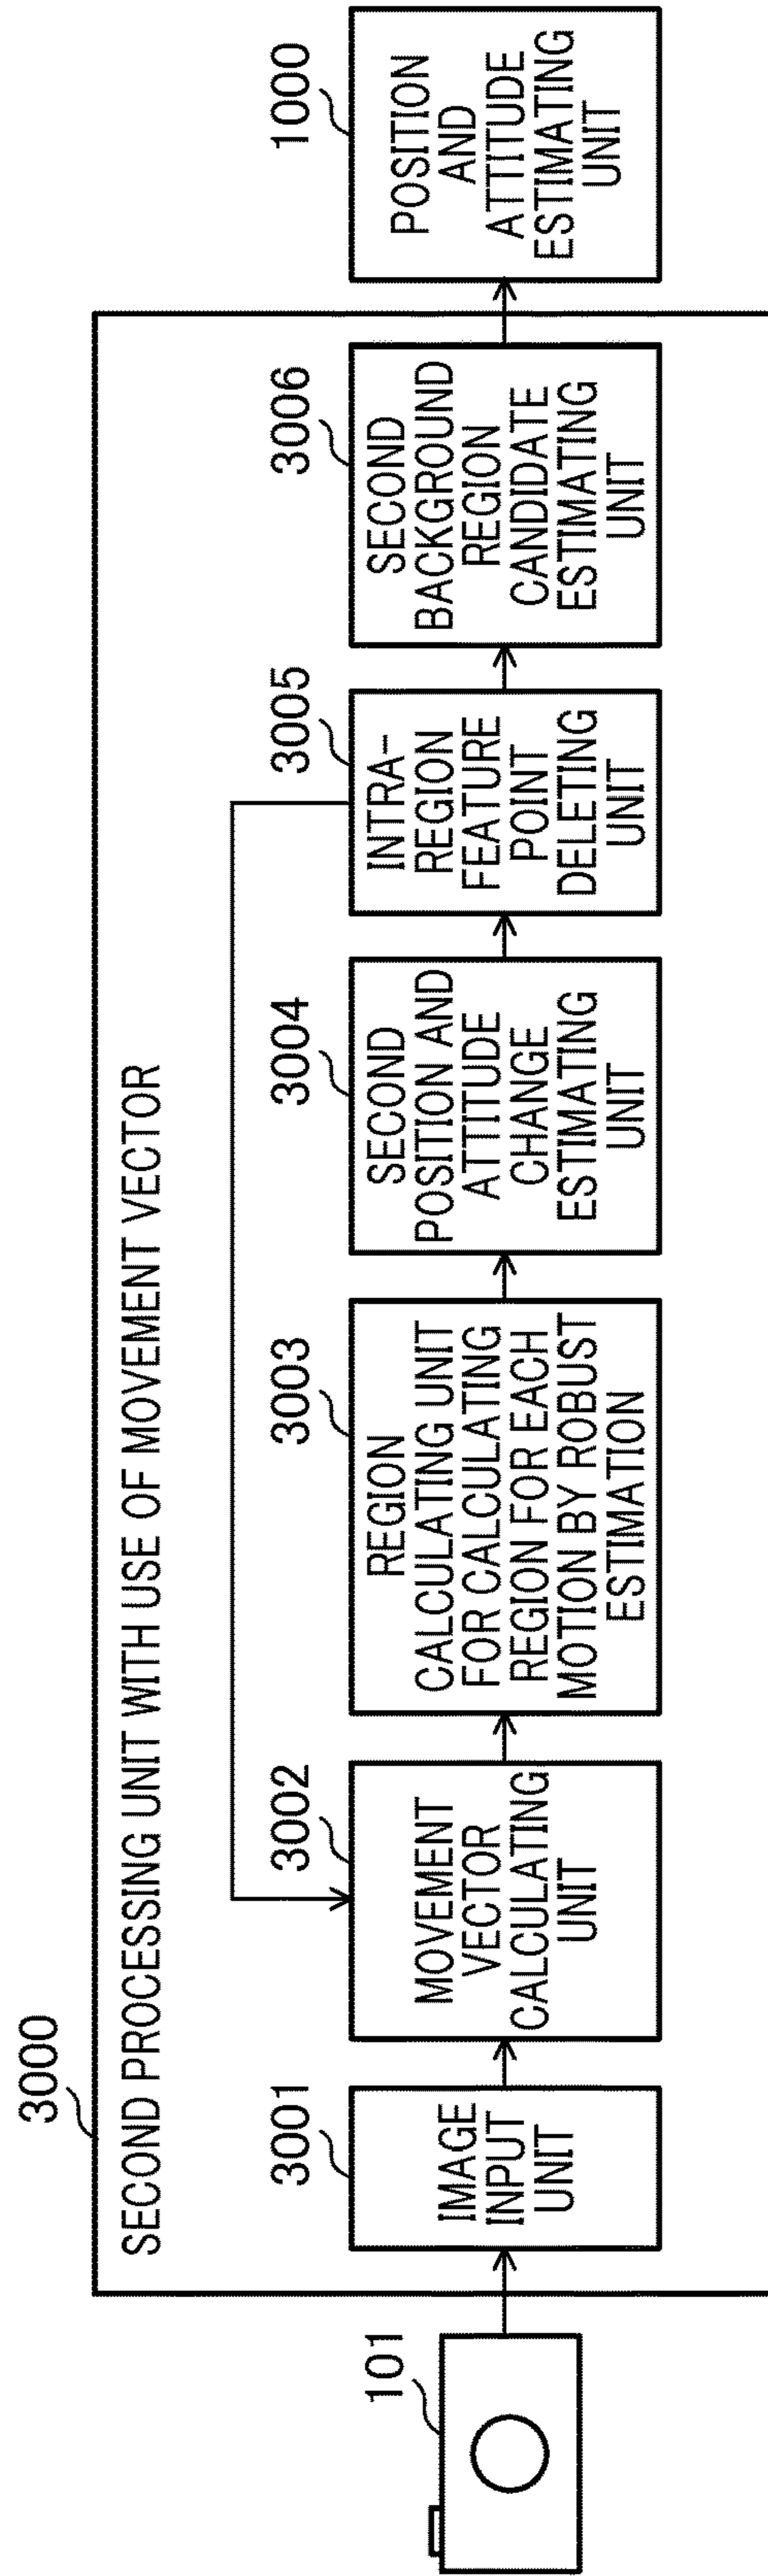 3000
SECOND PROCESSING UNIT WITH USE OF MOVEMENT VECTOR
101
3001
IMAGE
INPUT
UNIT
3002
MOVEMENT
VECTOR
CALCULATING
UNIT
3003
REGION
CALCULATING UNIT
FOR CALCULATING
REGION FOR EACH
MOTION BY ROBUST
ESTIMATION
3004
SECOND
POSITION AND
ATTITUDE
CHANGE
ESTIMATING
UNIT
3005
INTRA-
REGION
FEATURE
POINT
DELETING
UNIT
3006
SECOND
BACKGROUND
REGION
CANDIDATE
ESTIMATING
UNIT
1000
POSITION
AND
ATTITUDE
ESTIMATING
UNIT